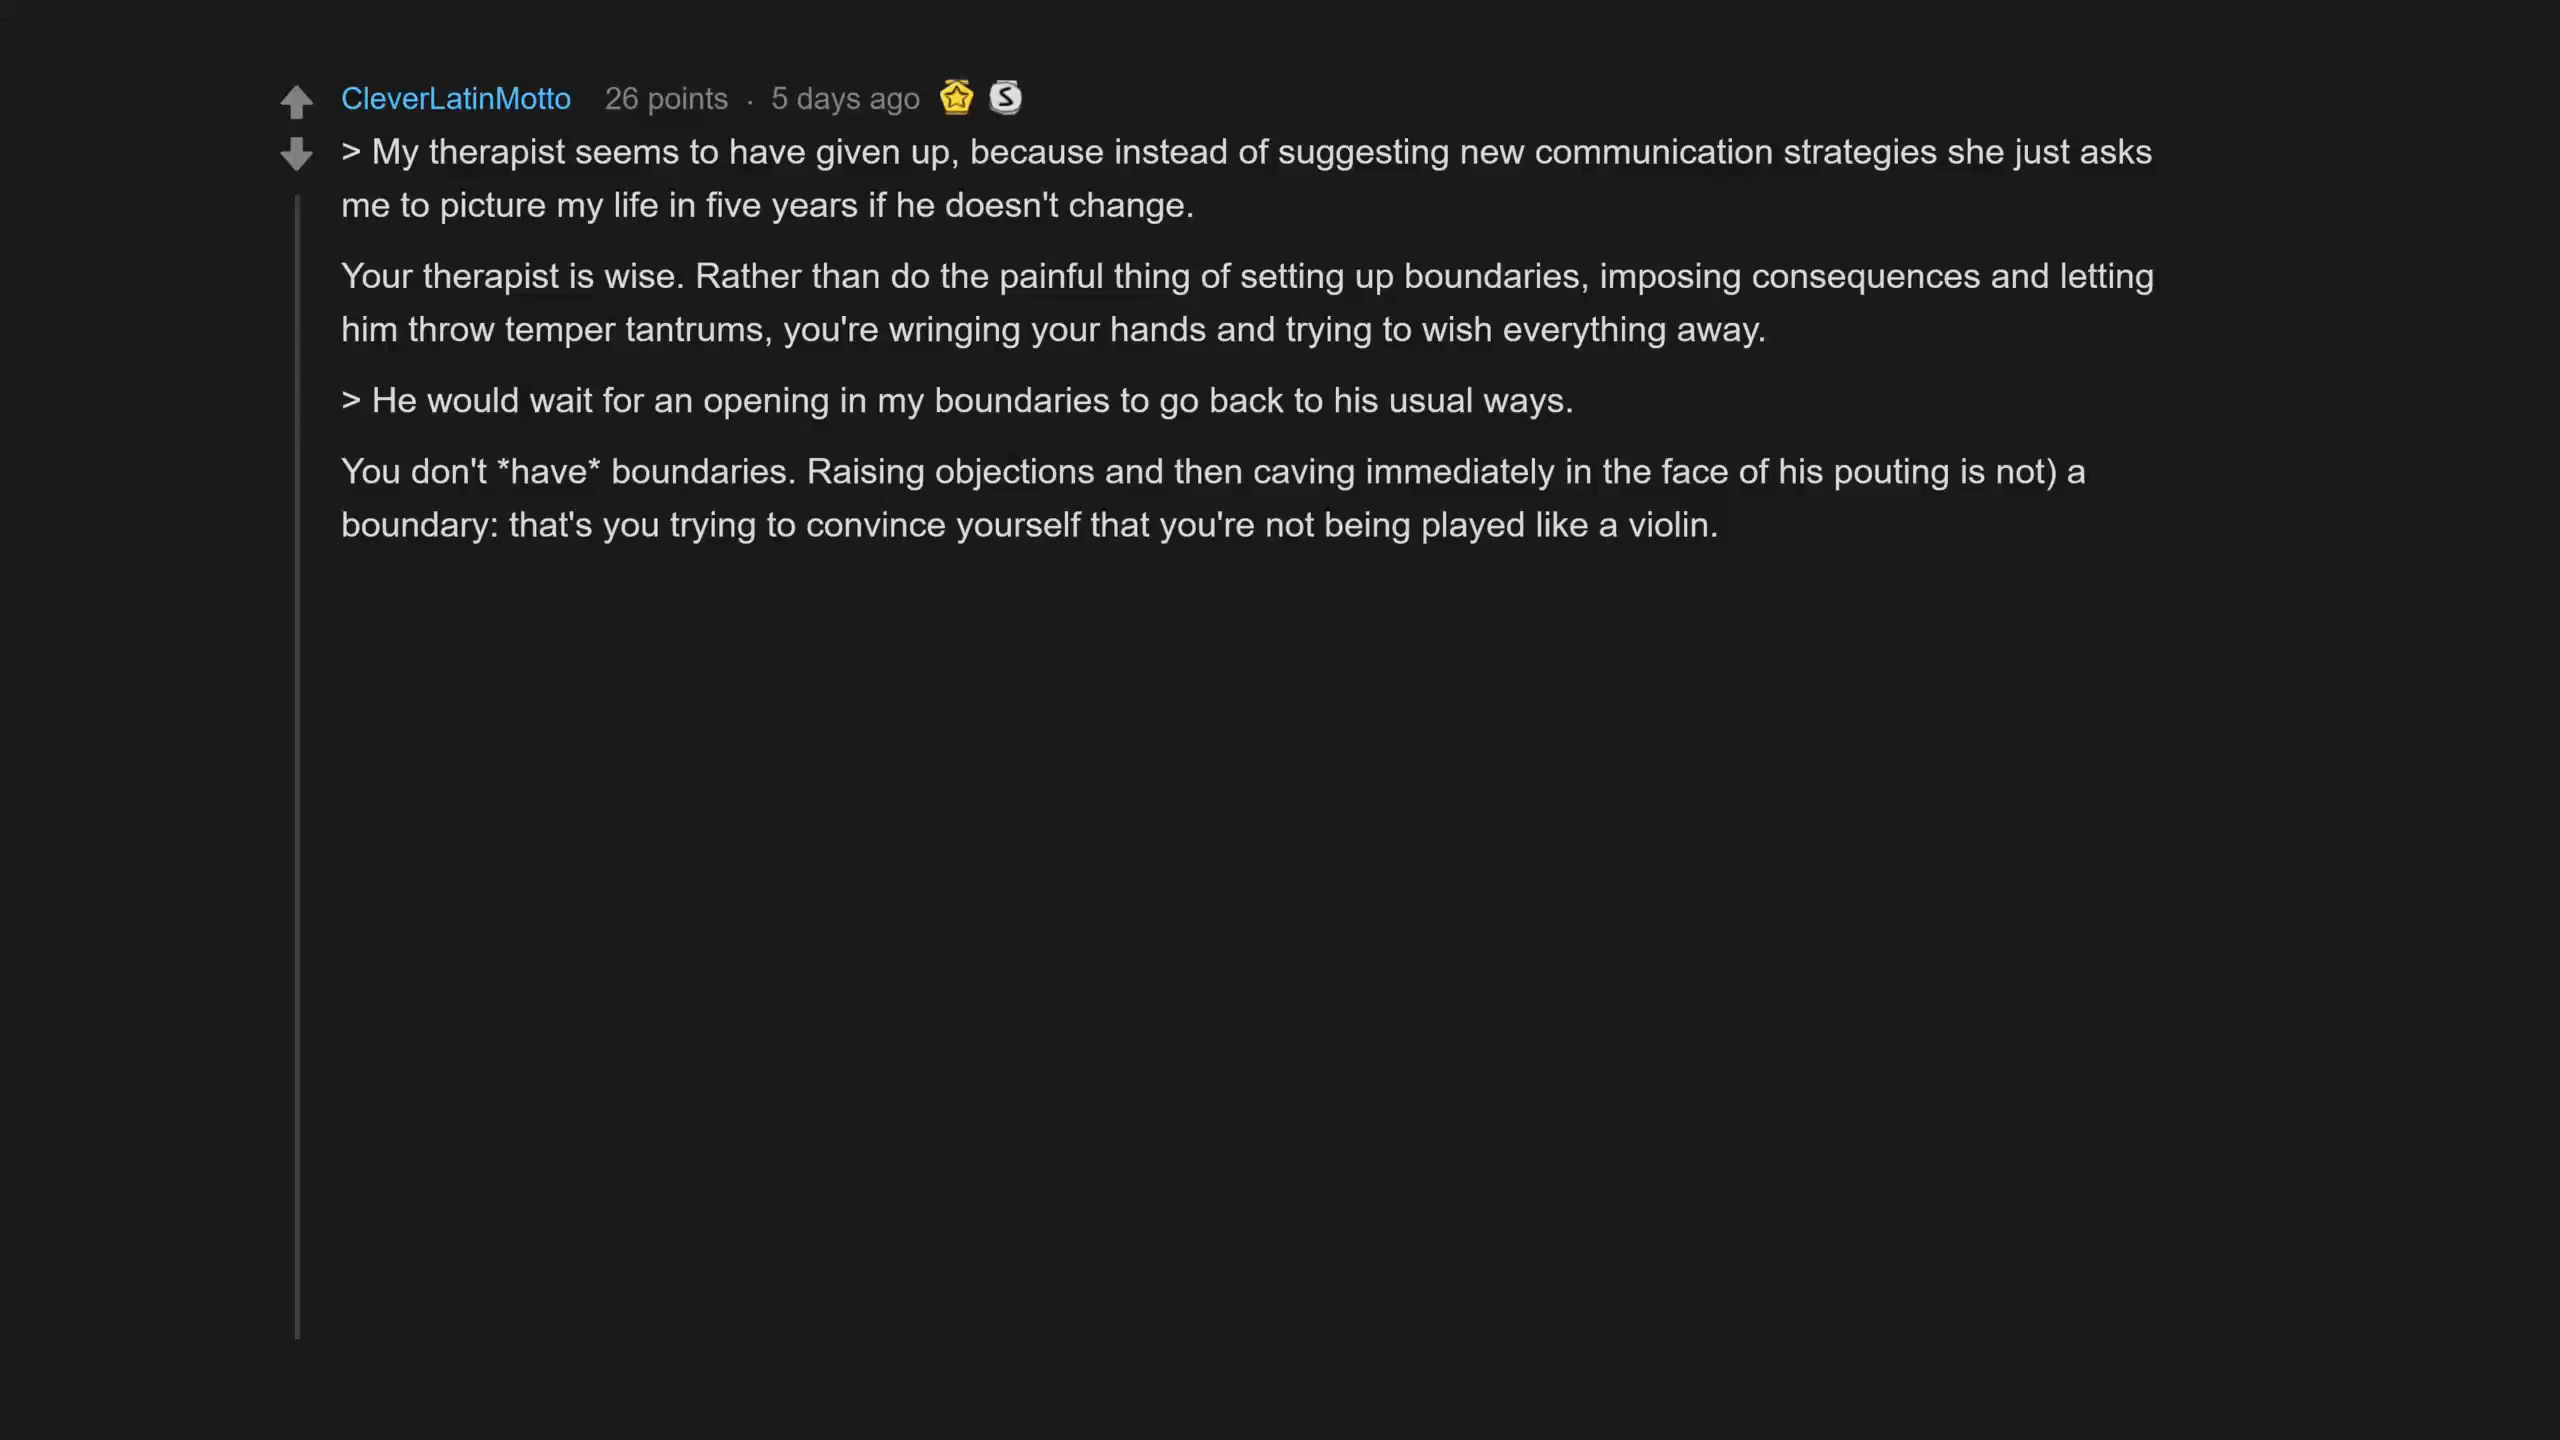 CleverLatinMotto 26 points · 5 days ago S
> My therapist seems to have given up, because instead of suggesting new communication strategies she just asks
me to picture my life in five years if he doesn't change.
Your therapist is wise. Rather than do the painful thing of setting up boundaries, imposing consequences and letting
him throw temper tantrums, you're wringing your hands and trying to wish everything away.
> He would wait for an opening in my boundaries to go back to his usual ways.
You don't *have* boundaries. Raising objections and then caving immediately in the face of his pouting is not) a
boundary: that's you trying to convince yourself that you're not being played like a violin.